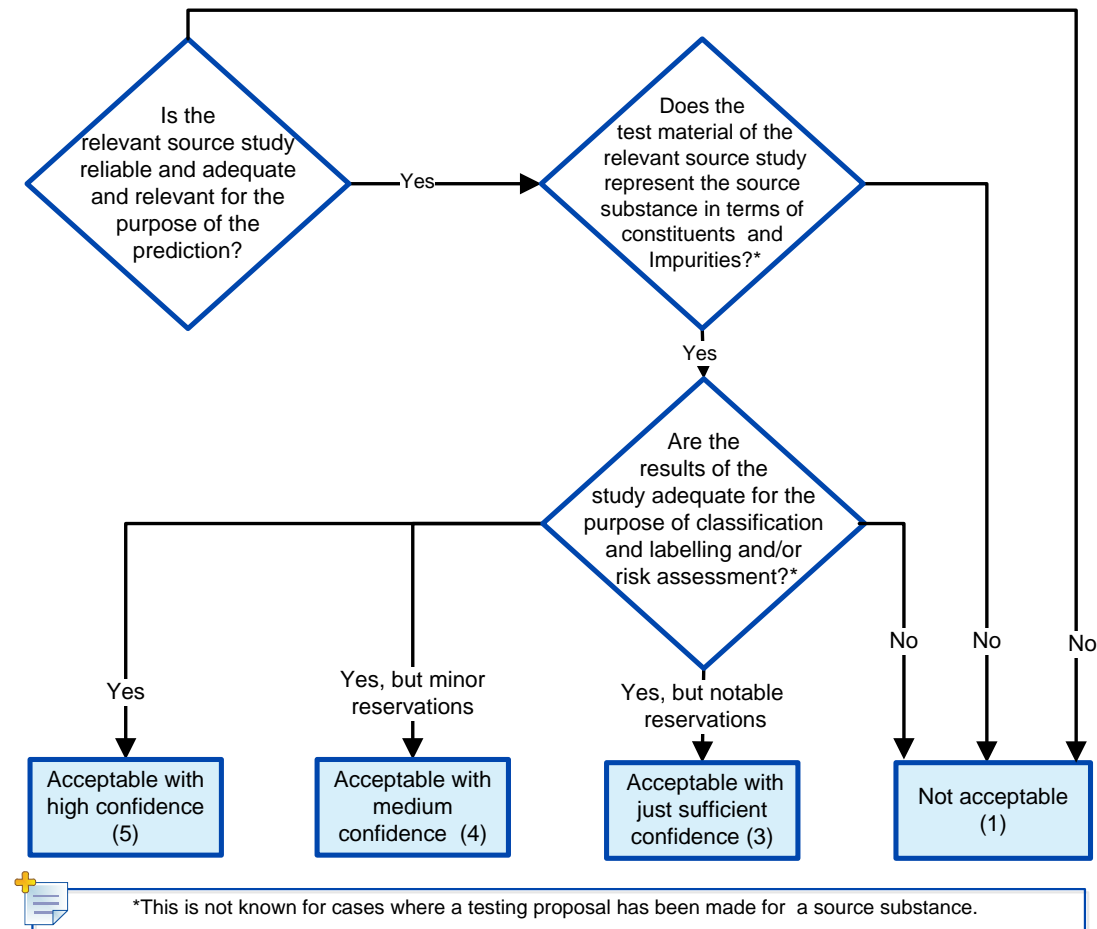 Is the
relevant source study
reliable and adequate
and relevant for the
purpose of the
prediction?
Yes
Does the
test material of the
relevant source study
represent the source
substance in terms of
constituents and
Impurities?*
Yes
Are the
results of the
study adequate for the
purpose of classification
and labelling and/or
risk assessment?*
Yes
Yes, but minor
reservations
Yes, but notable
reservations
No
No
No
Acceptable with
high confidence
(5)
Acceptable with
medium
confidence (4)
Acceptable with
just sufficient
confidence (3)
Not acceptable
(1)
*This is not known for cases where a testing proposal has been made for a source substance.